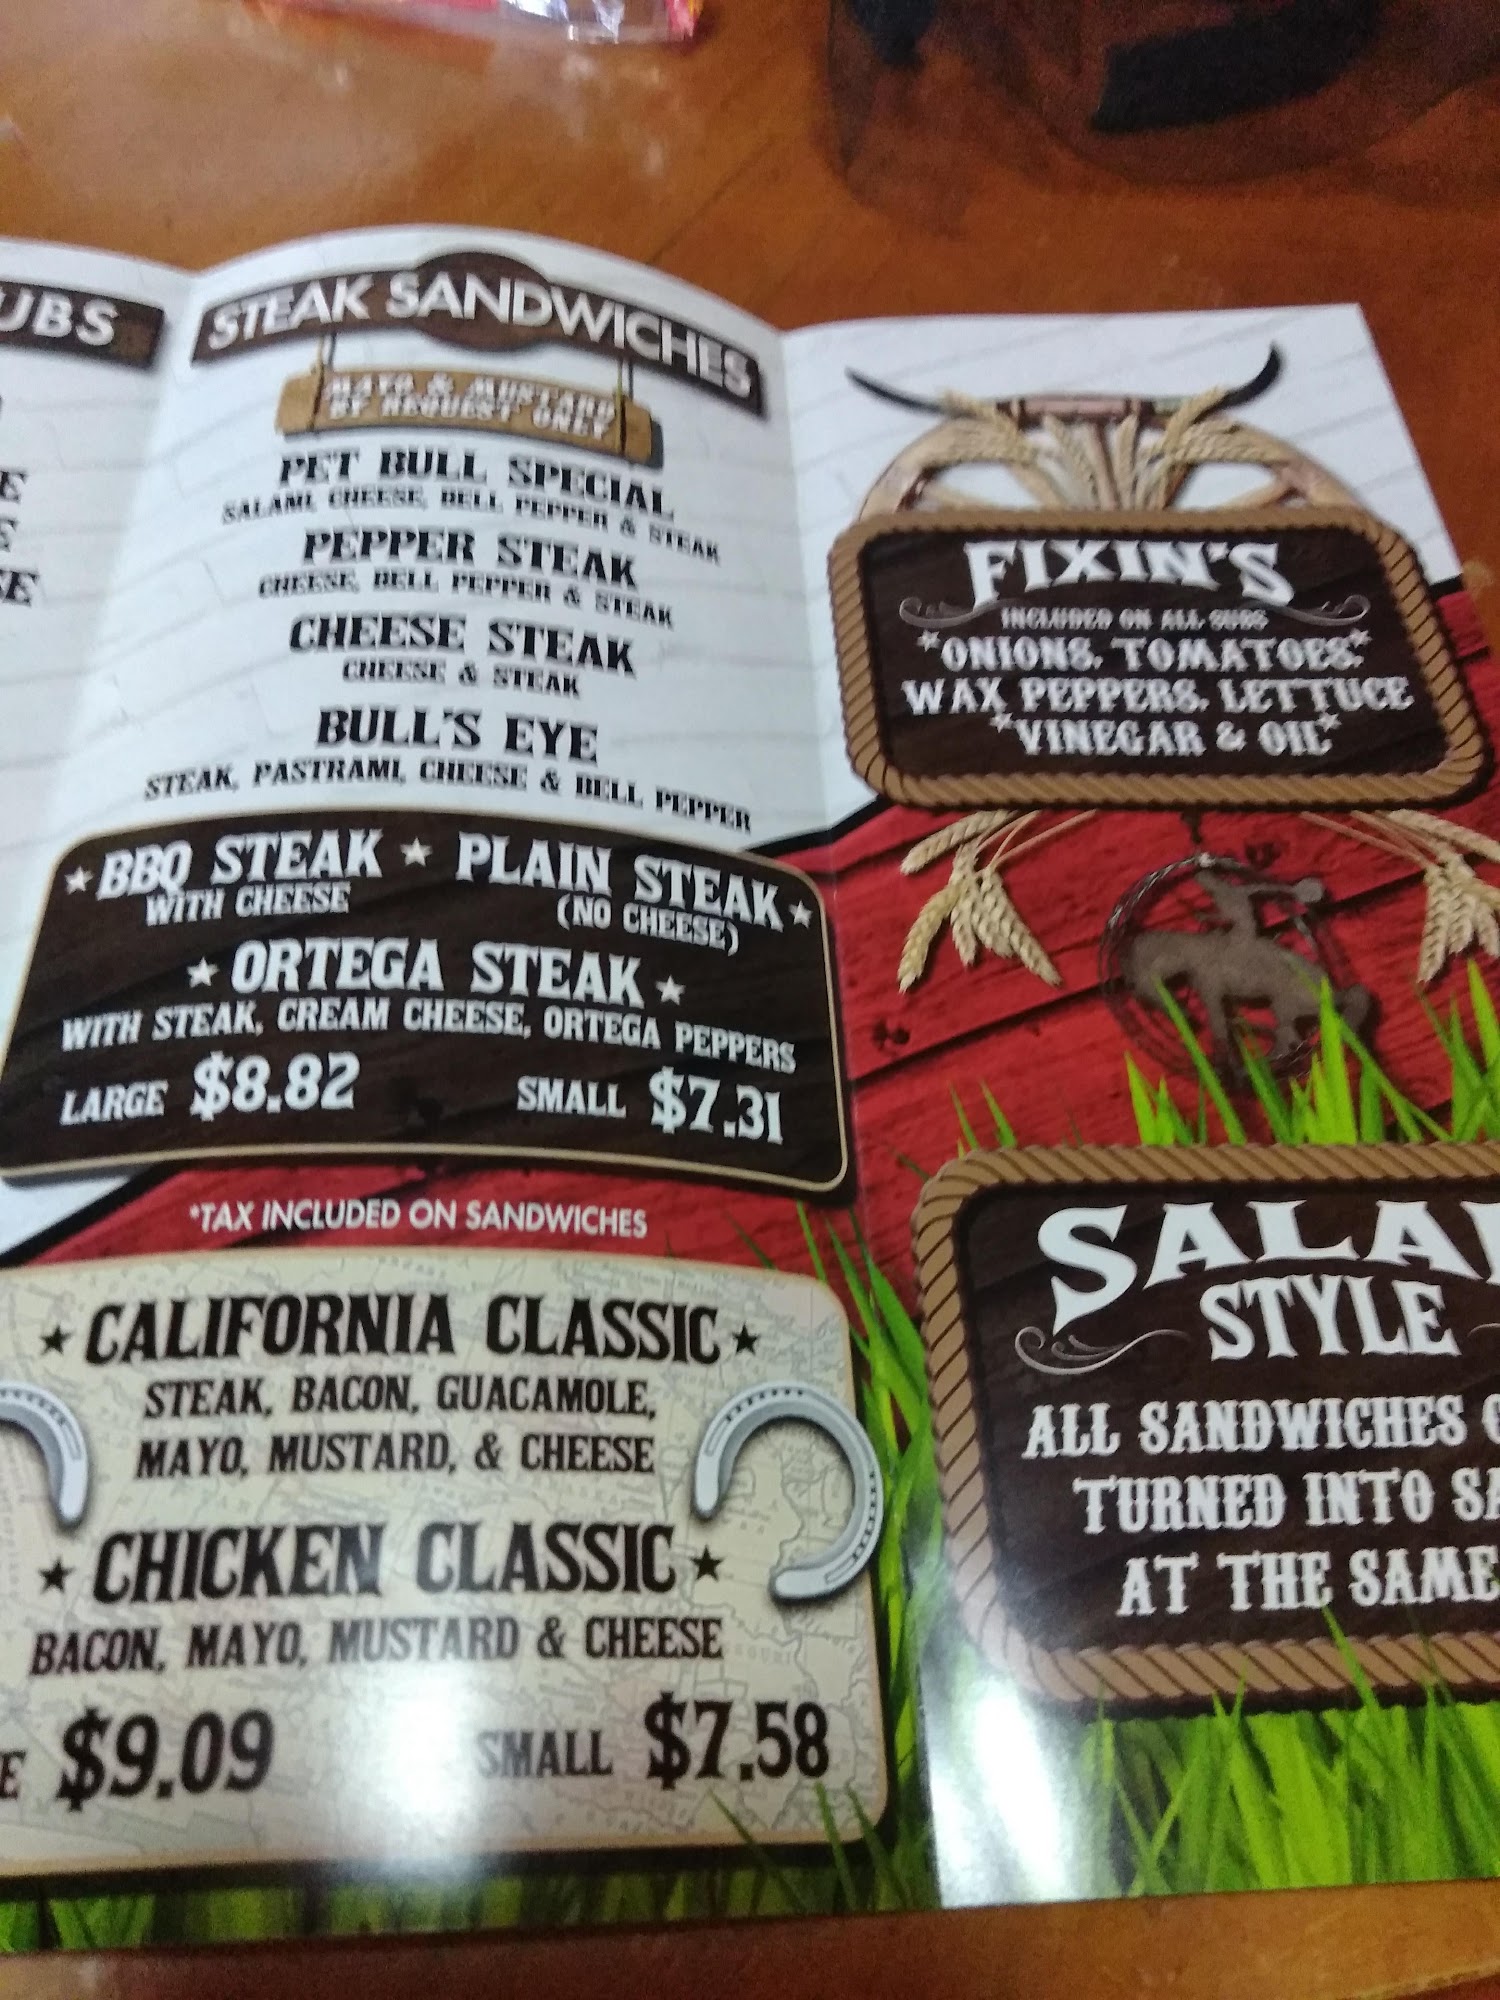 UBS
E
E
SE
STEAK SANDWICHES
MAYO & MUSTARD
BY REQUEST ONLY
PET BULL SPECIAL
SALAMI, CHEESE, BELL PEPPER & STEAK
PEPPER STEAK
CHEESE, BELL PEPPER & STEAK
CHEESE STEAK
CHEESE & STEAK
BULL'S EYE
STEAK, PASTRAMI, CHEESE & BELL PEPPER
★ BBQ STEAK ★ PLAIN STEAK ★
WITH CHEESE (NO CHEESE)
★ ORTEGA STEAK ★
WITH STEAK, CREAM CHEESE, ORTEGA PEPPERS
LARGE $8.82 SMALL $7.31
*TAX INCLUDED ON SANDWICHES
★ CALIFORNIA CLASSIC ★
STEAK, BACON, GUACAMOLE,
MAYO, MUSTARD, & CHEESE
★ CHICKEN CLASSIC ★
BACON, MAYO, MUSTARD & CHEESE
E $9.09 SMALL $7.58
FIXIN'S
INCLUDED ON ALL SUBS
*ONIONS, TOMATOES,*
WAX PEPPERS, LETTUCE
*VINEGAR & OIL*
SALA
STYLE
ALL SANDWICHES
TURNED INTO SA
AT THE SAME